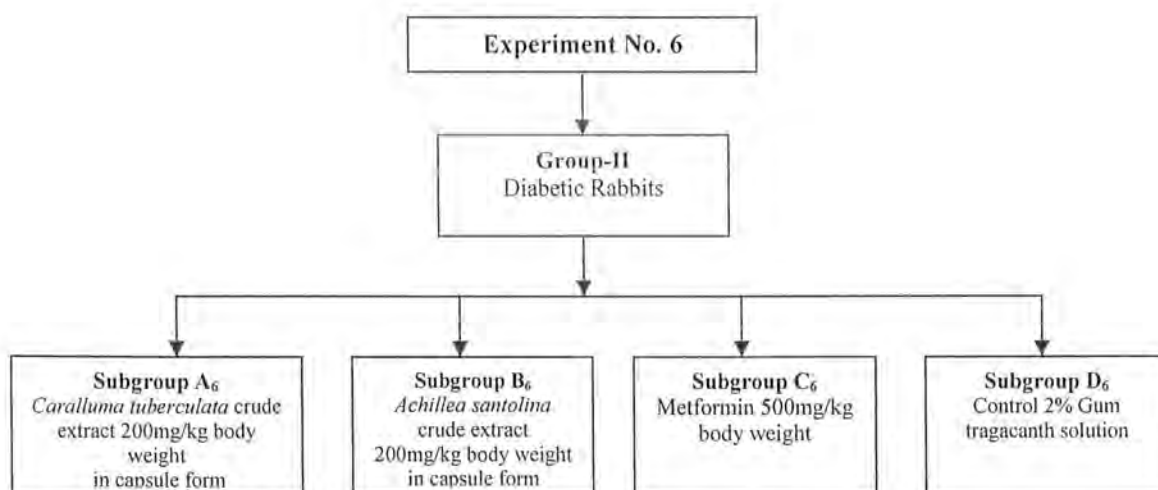 Experiment No. 6
Group-II
Diabetic Rabbits
Subgroup A₆
Caralluma tuberculata crude
extract 200mg/kg body
weight
in capsule form
Subgroup B₆
Achillea santolina
crude extract
200mg/kg body weight
in capsule form
Subgroup C₆
Metformin 500mg/kg
body weight
Subgroup D₆
Control 2% Gum
tragacanth solution